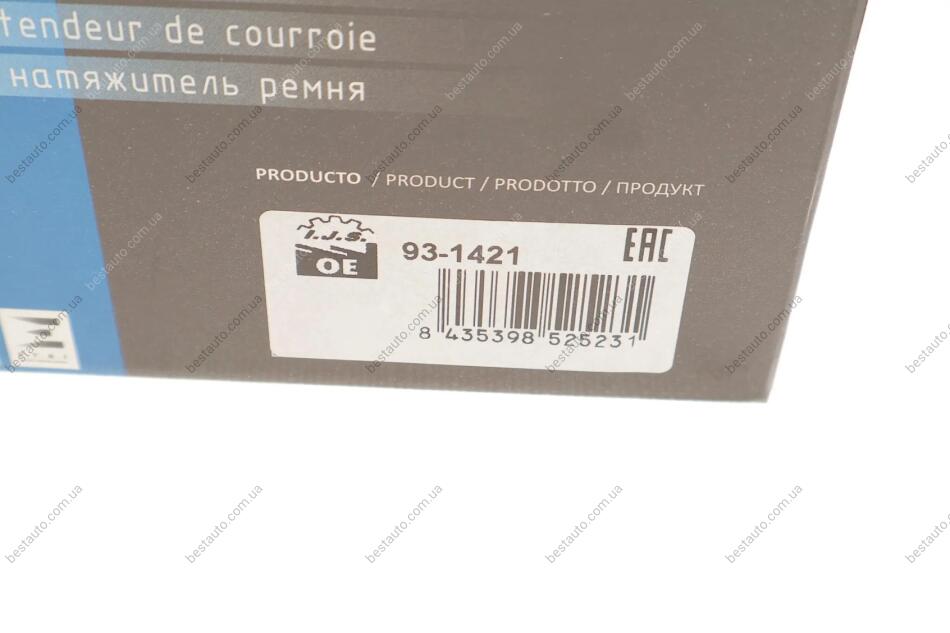 tendeur de courroie
натяжитель ремня
PRODUCTO / PRODUCT / PRODOTTO / ПРОДУКТ
I.J.S.
OE
93-1421
EAC
8 435398 525231
bestauto.com.ua